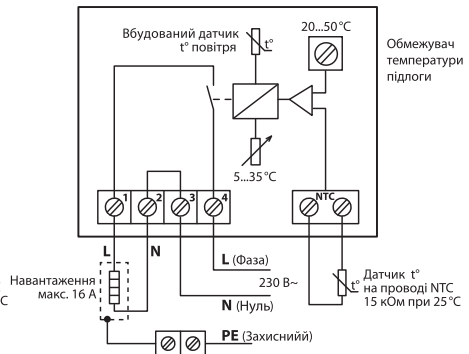 Вбудований датчик
t° повітря
t°
20...50 °C
Обмежувач
температури
підлоги
5...35 °C
1 2 3 4
NTC
L N
L (Фаза)
230 В~
N (Нуль)
Навантаження
макс. 16 А
C
t°
Датчик t°
на проводі NTC
15 кОм при 25 °C
PE (Захисний̆й)